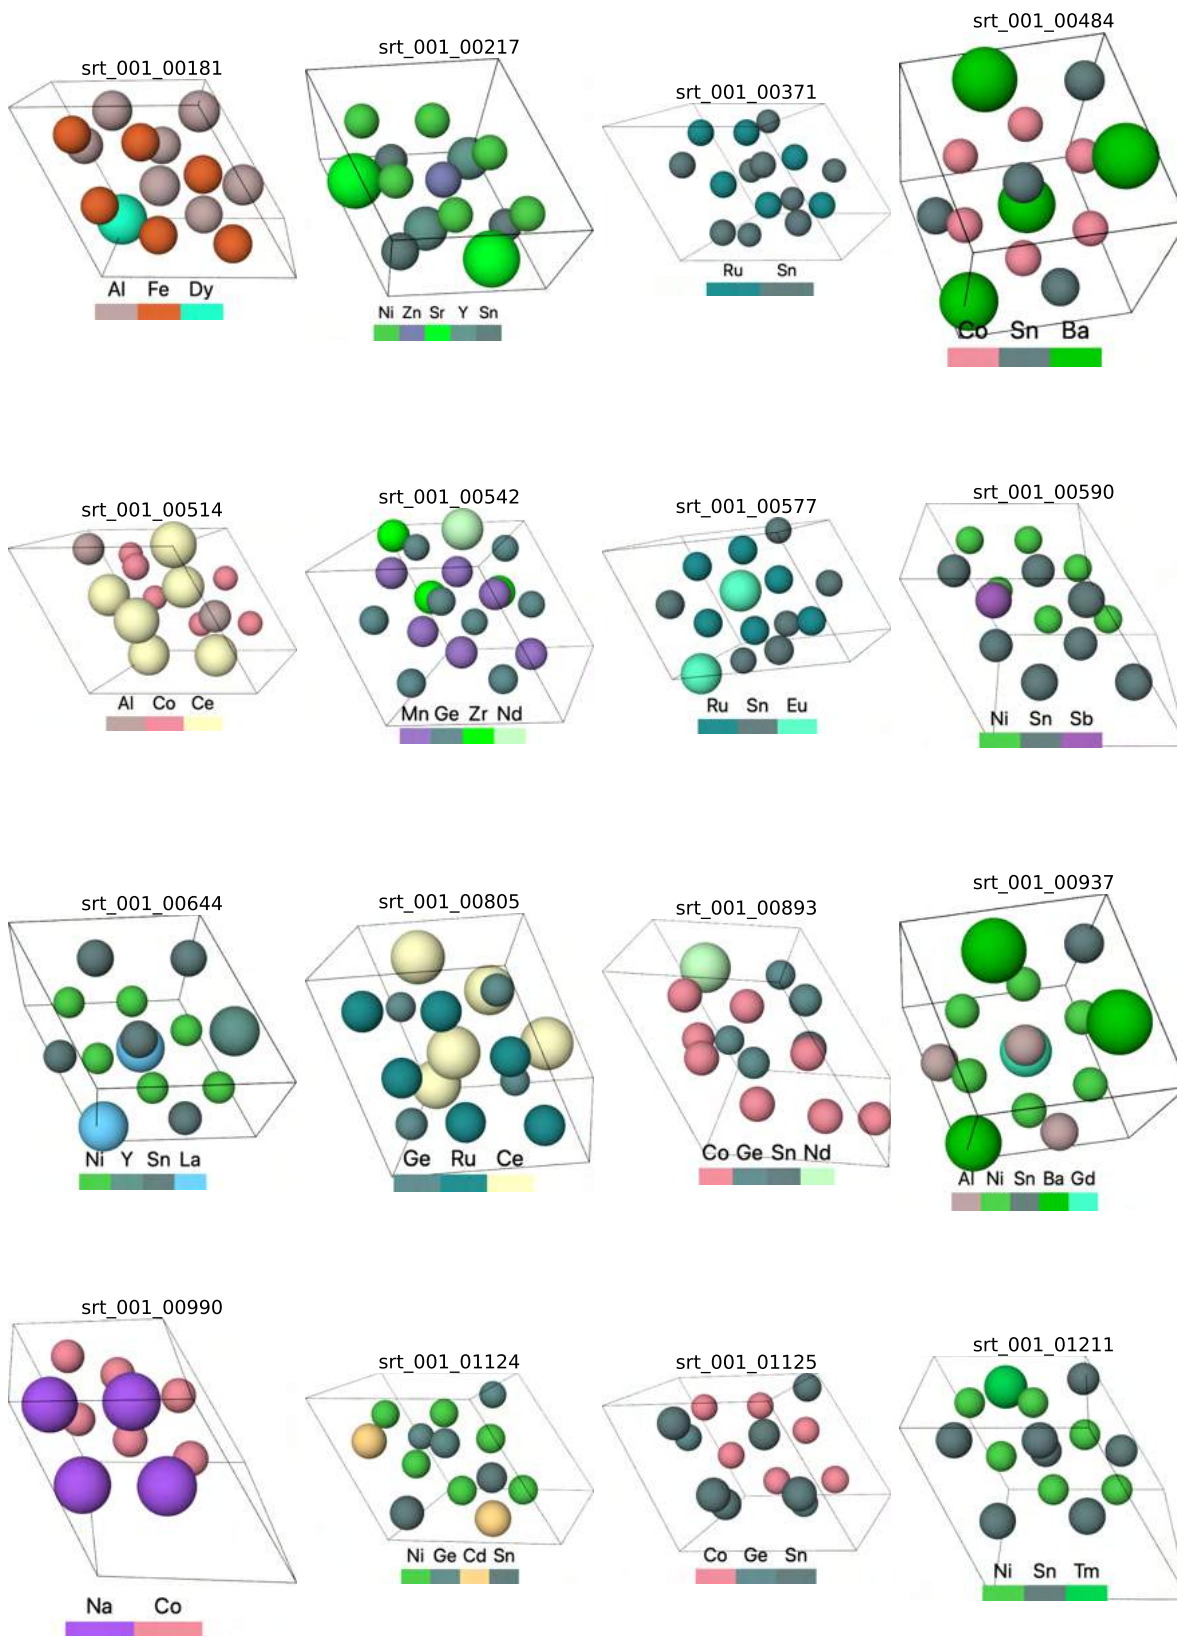 srt_001_00181
srt_001_00217
srt_001_00371
srt_001_00484
Al Fe Dy
Ni Zn Sr Y Sn
Ru Sn
Co Sn Ba
srt_001_00514
srt_001_00542
srt_001_00577
srt_001_00590
Al Co Ce
Mn Ge Zr Nd
Ru Sn Eu
Ni Sn Sb
srt_001_00644
srt_001_00805
srt_001_00893
srt_001_00937
Ni Y Sn La
Ge Ru Ce
Co Ge Sn Nd
Al Ni Sn Ba Gd
srt_001_00990
srt_001_01124
srt_001_01125
srt_001_01211
Na Co
Ni Ge Cd Sn
Co Ge Sn
Ni Sn Tm